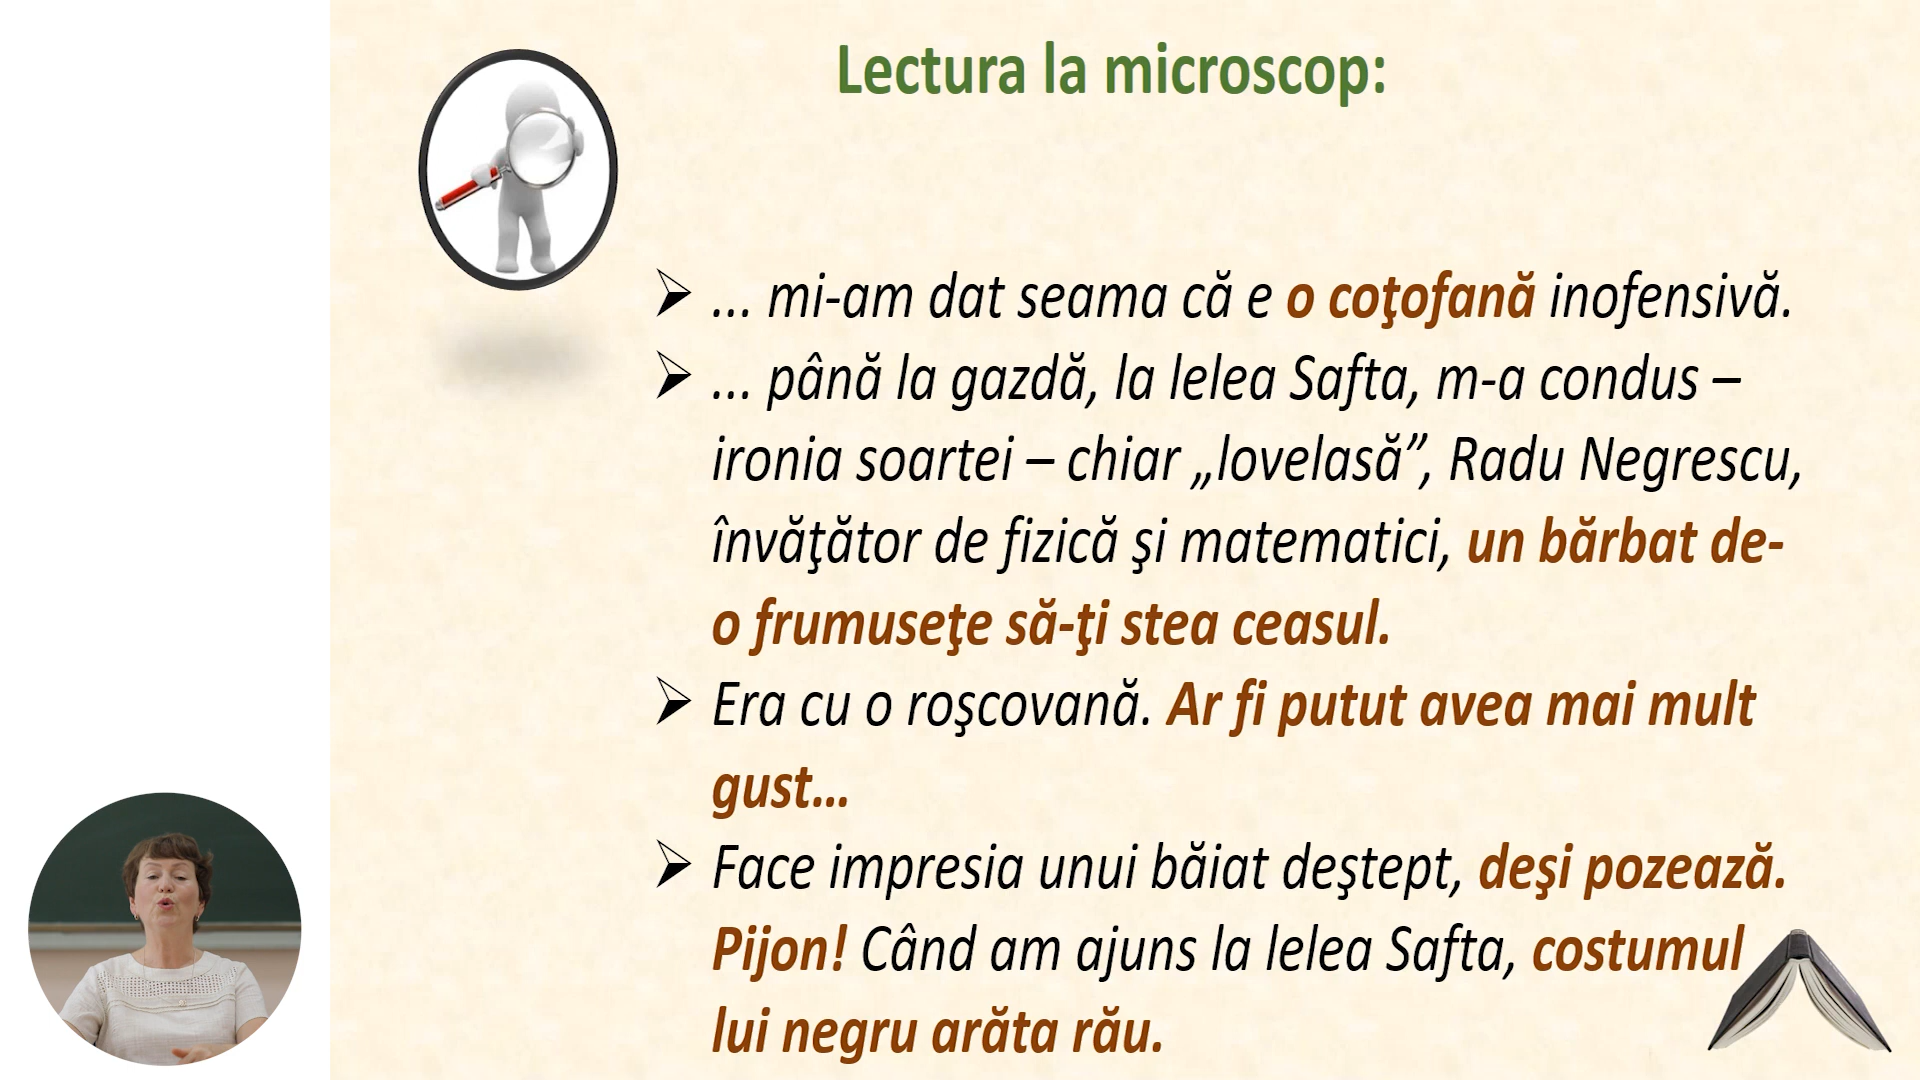 Lectura la microscop:
... mi-am dat seama că e o coţofană inofensivă.
... până la gazdă, la lelea Safta, m-a condus –
ironia soartei – chiar „lovelasă”, Radu Negrescu,
învăţător de fizică şi matematici, un bărbat de-
o frumuseţe să-ţi stea ceasul.
Era cu o roşcovană. Ar fi putut avea mai mult
gust...
Face impresia unui băiat deştept, deşi pozează.
Pijon! Când am ajuns la lelea Safta, costumul
lui negru arăta rău.